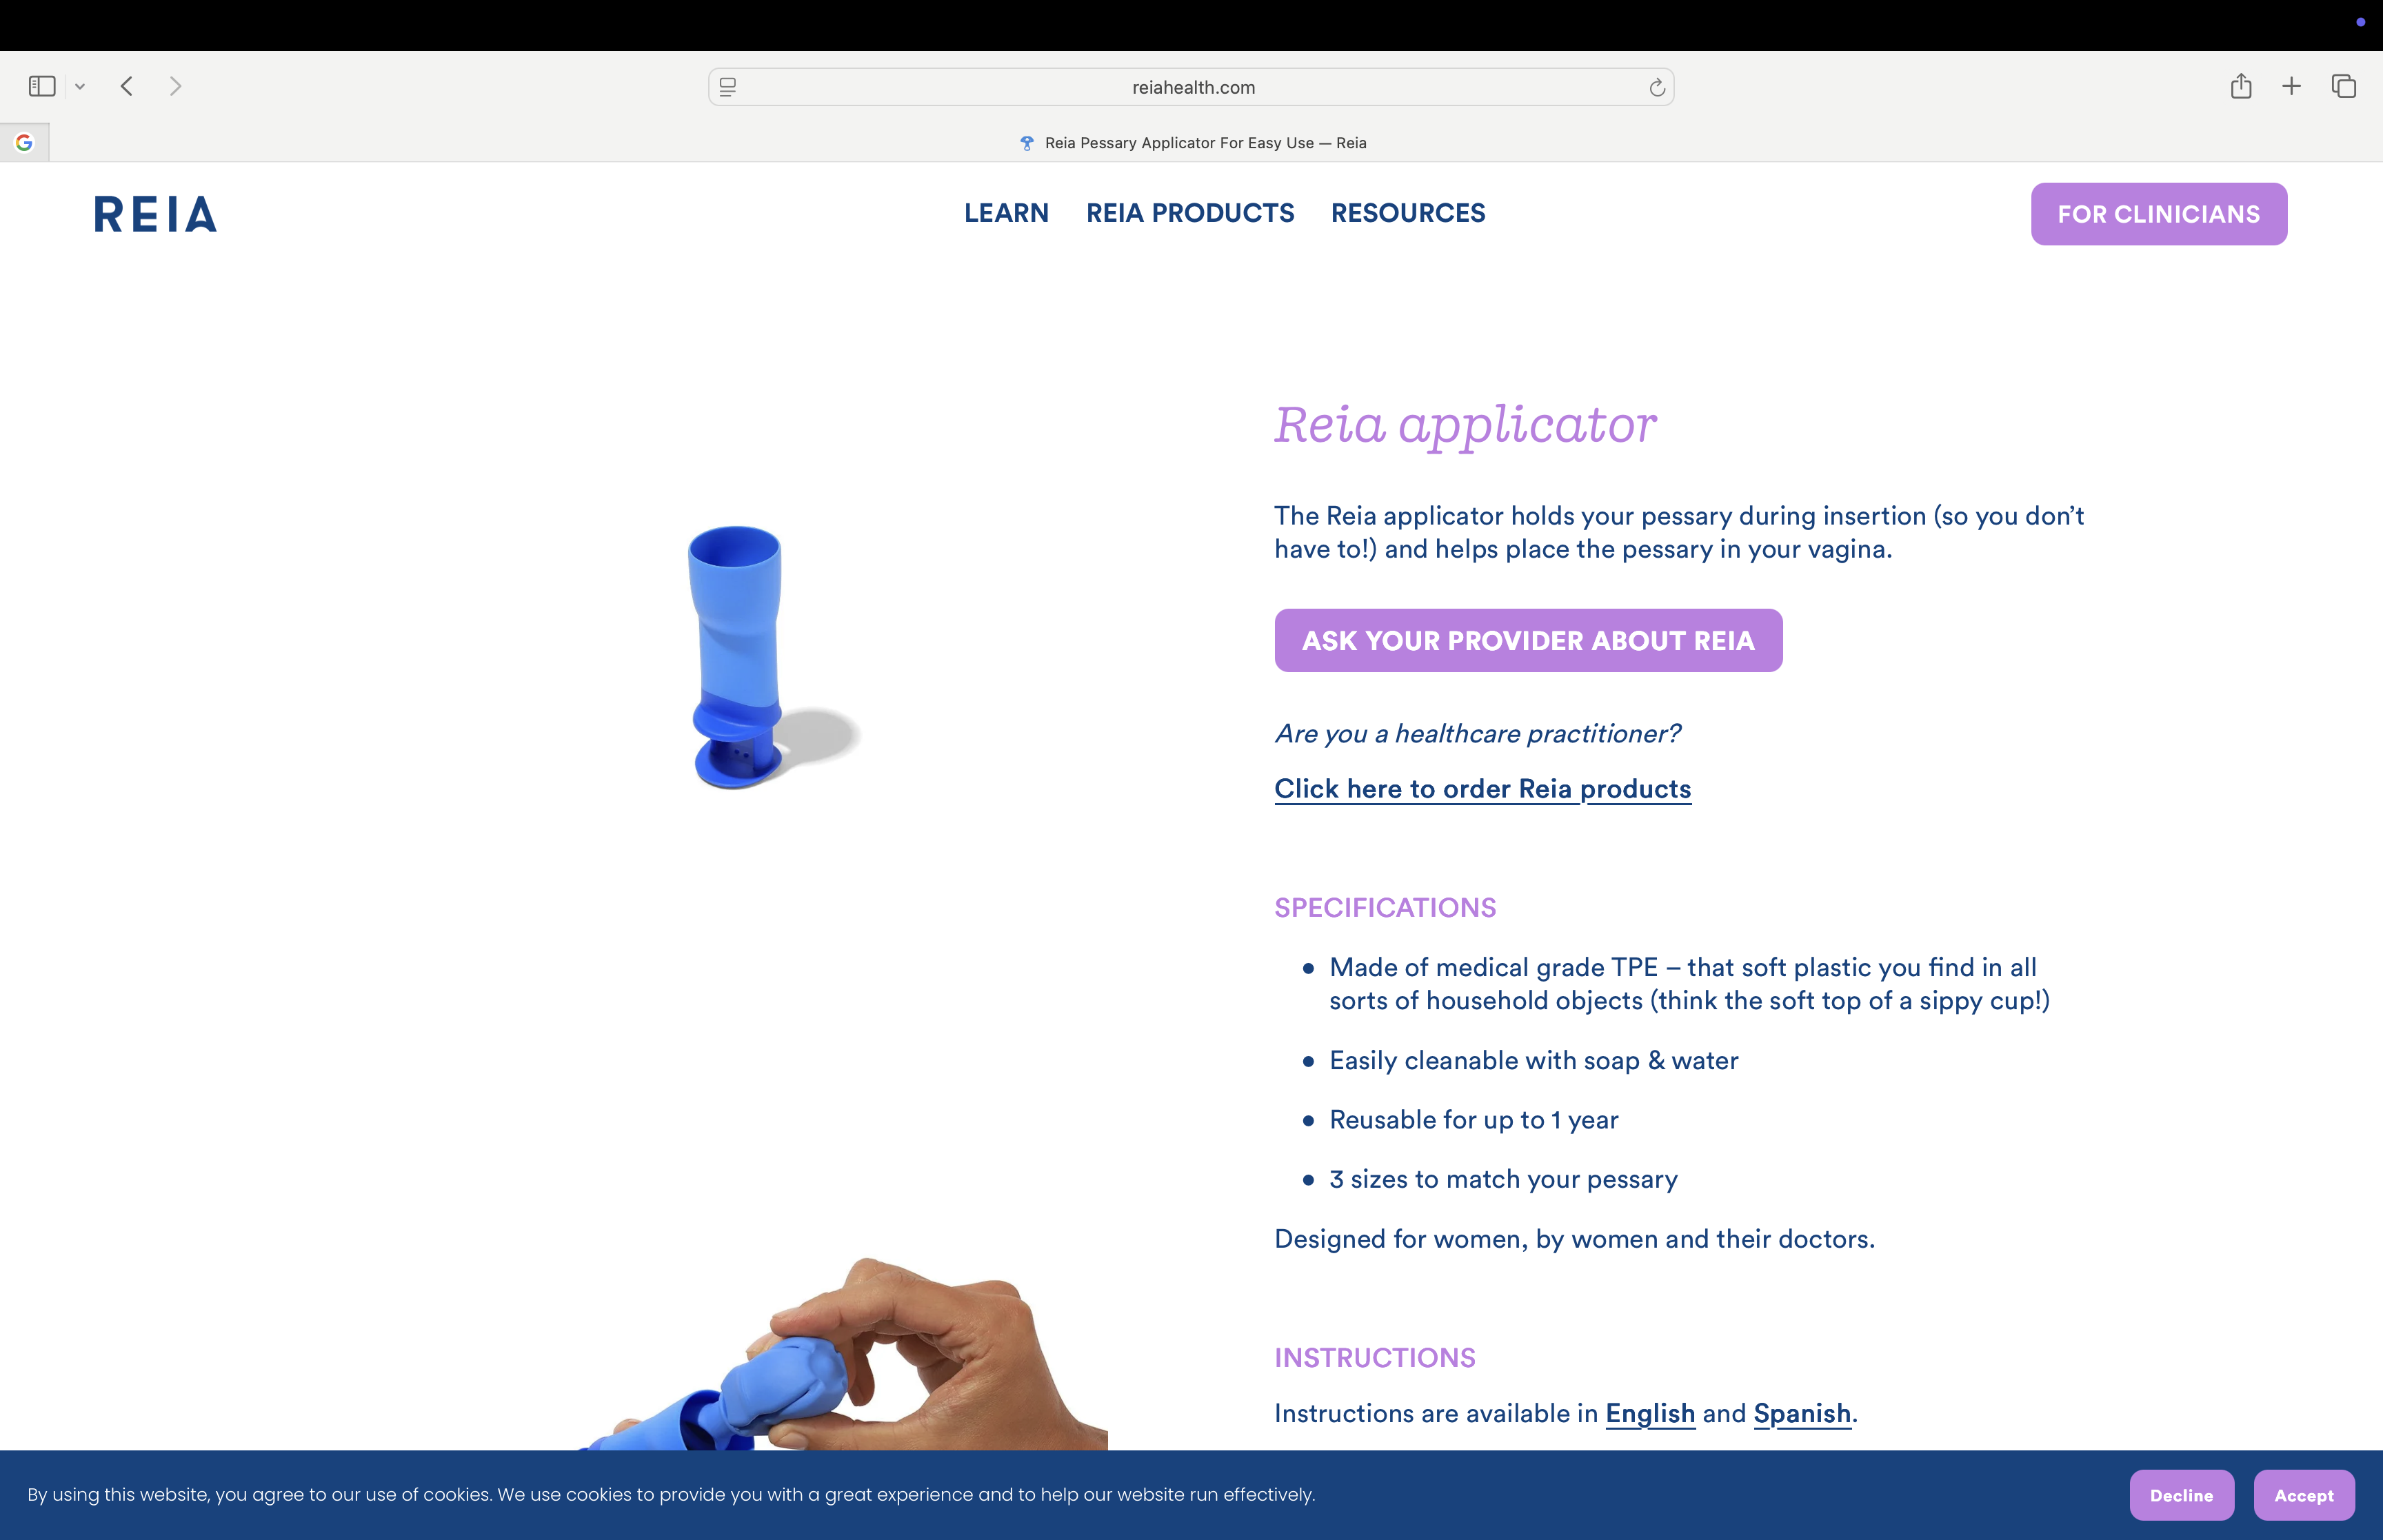 reiahealth.com
Reia Pessary Applicator For Easy Use — Reia
REIA
LEARN
REIA PRODUCTS
RESOURCES
FOR CLINICIANS
Reia applicator
The Reia applicator holds your pessary during insertion (so you don’t
have to!) and helps place the pessary in your vagina.
ASK YOUR PROVIDER ABOUT REIA
Are you a healthcare practitioner?
Click here to order Reia products
SPECIFICATIONS
• Made of medical grade TPE – that soft plastic you find in all
sorts of household objects (think the soft top of a sippy cup!)
• Easily cleanable with soap & water
• Reusable for up to 1 year
• 3 sizes to match your pessary
Designed for women, by women and their doctors.
INSTRUCTIONS
Instructions are available in English and Spanish.
By using this website, you agree to our use of cookies. We use cookies to provide you with a great experience and to help our website run effectively.
Decline
Accept